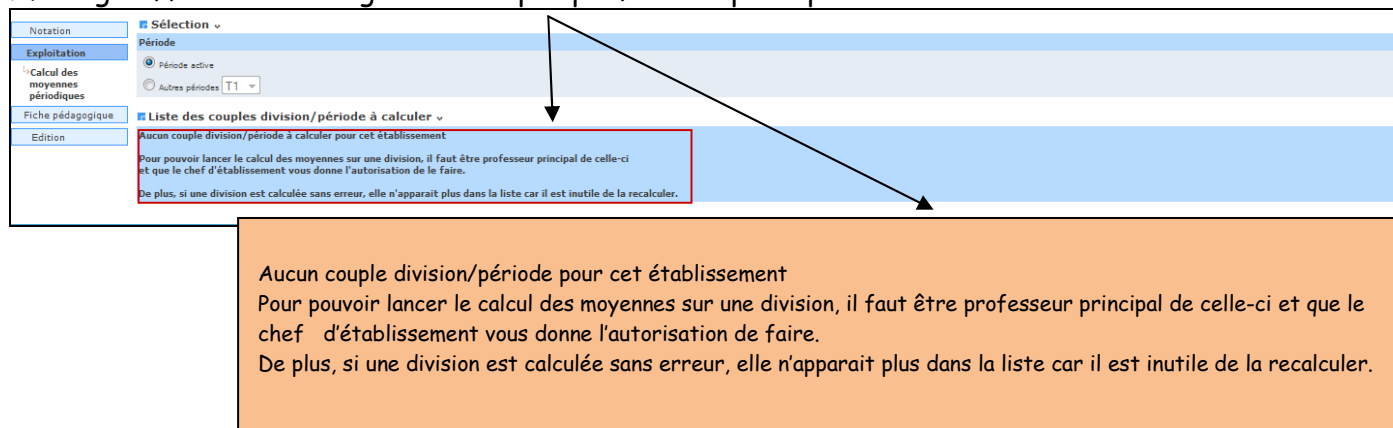 Notation
Exploitation
Calcul des
moyennes
périodiques
Fiche pédagogique
Edition
Sélection
Période
Période active
Autres périodes T1
Liste des couples division/période à calculer
Aucun couple division/période à calculer pour cet établissement
Pour pouvoir lancer le calcul des moyennes sur une division, il faut être professeur principal de celle-ci
et que le chef d'établissement vous donne l'autorisation de le faire.
De plus, si une division est calculée sans erreur, elle n'apparait plus dans la liste car il est inutile de la recalculer.
Aucun couple division/période pour cet établissement
Pour pouvoir lancer le calcul des moyennes sur une division, il faut être professeur principal de celle-ci et que le
chef d’établissement vous donne l’autorisation de faire.
De plus, si une division est calculée sans erreur, elle n’apparait plus dans la liste car il est inutile de la recalculer.